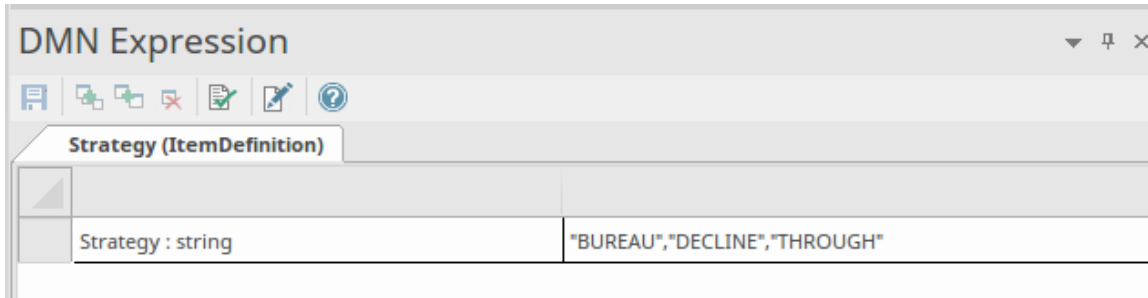 DMN Expression
Strategy (ItemDefinition)
Strategy : string "BUREAU","DECLINE","THROUGH"